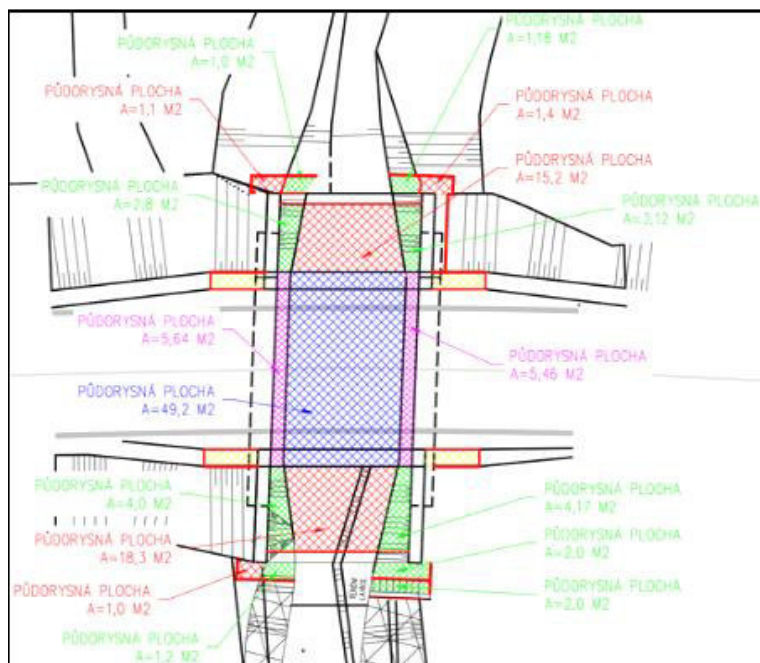 PŮDORYSNÁ PLOCHA
A=1,18 M2
PŮDORYSNÁ PLOCHA
A=1,0 M2
PŮDORYSNÁ PLOCHA
A=1,1 M2
PŮDORYSNÁ PLOCHA
A=1,4 M2
PŮDORYSNÁ PLOCHA
A=15,2 M2
PŮDORYSNÁ PLOCHA
A=2,8 M2
PŮDORYSNÁ PLOCHA
A=3,12 M2
PŮDORYSNÁ PLOCHA
A=5,64 M2
PŮDORYSNÁ PLOCHA
A=5,46 M2
PŮDORYSNÁ PLOCHA
A=49,2 M2
PŮDORYSNÁ PLOCHA
A=4,0 M2
PŮDORYSNÁ PLOCHA
A=4,17 M2
PŮDORYSNÁ PLOCHA
A=18,3 M2
PŮDORYSNÁ PLOCHA
A=2,0 M2
PŮDORYSNÁ PLOCHA
A=2,0 M2
PŮDORYSNÁ PLOCHA
A=1,0 M2
PŮDORYSNÁ PLOCHA
A=1,2 M2